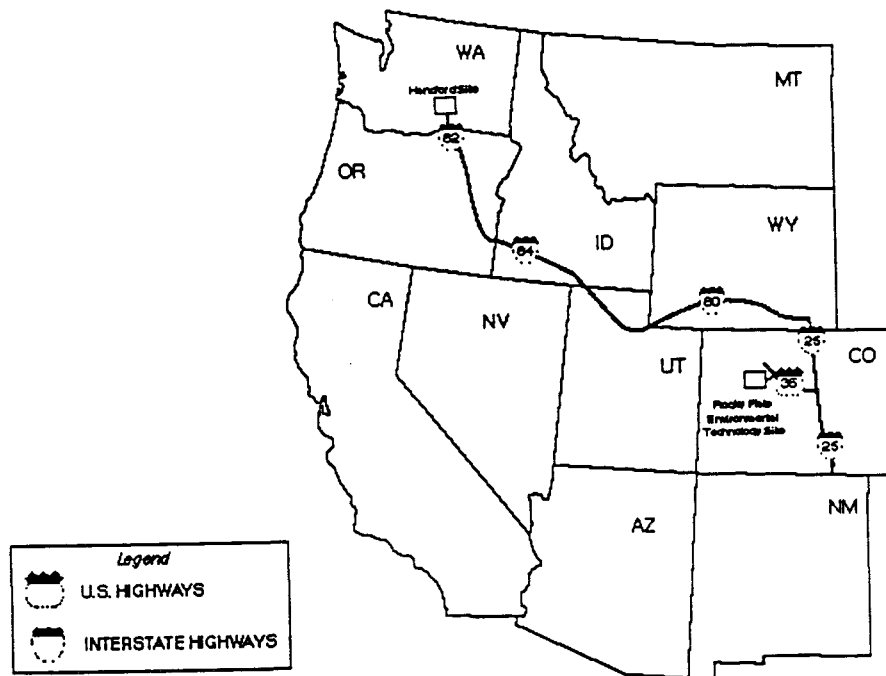 WA
MT
Hanford Site
82
OR
WY
ID
84
CA
80
NV
25
CO
UT
36
Rocky Flats
Environmental
Technology Site
25
NM
AZ
Legend
U.S. HIGHWAYS
INTERSTATE HIGHWAYS